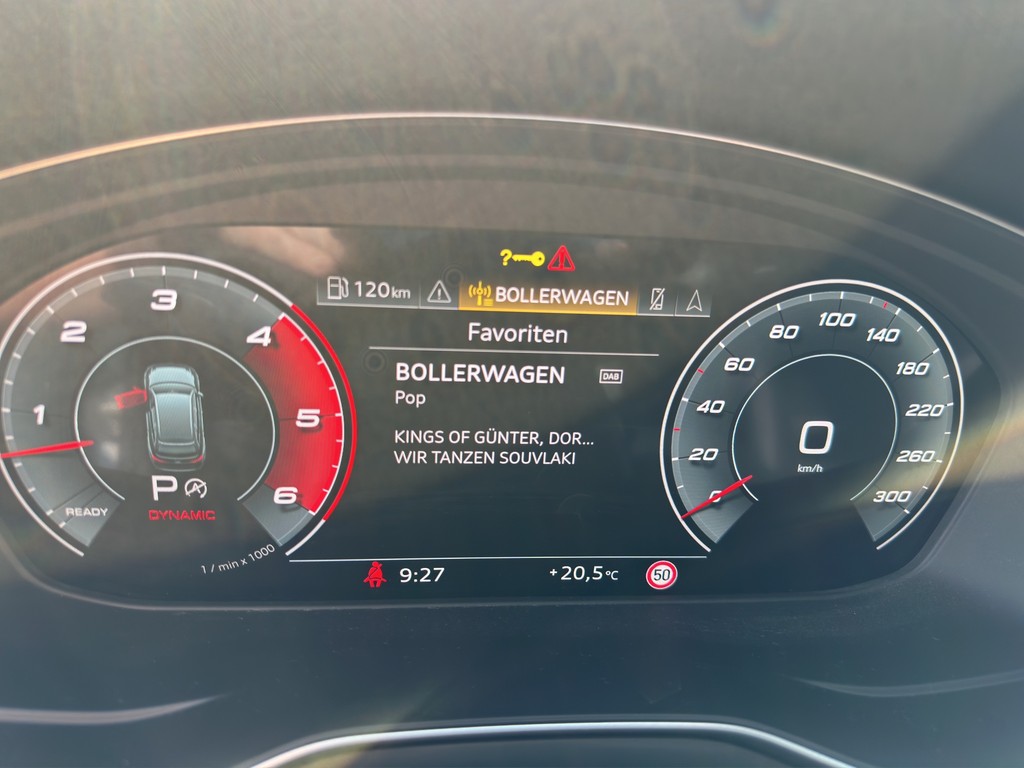 ?
120 km
BOLLERWAGEN
Favoriten
BOLLERWAGEN DAB
Pop
KINGS OF GÜNTER, DOR...
WIR TANZEN SOUVLAKI
1
2
3
4
5
6
READY
P
A
DYNAMIC
1 / min x 1000
0
20
40
60
80
100
140
180
220
260
300
0
km/h
9:27
+20,5°C
50